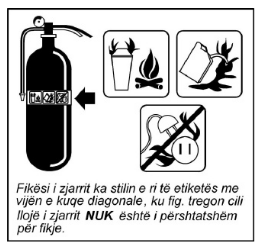 Fikësi i zjarrit ka stilin e ri të etiketës me
vijën e kuqe diagonale, ku fig. tregon cili
lloji i zjarrit NUK është i përshtatshëm
për fikje.